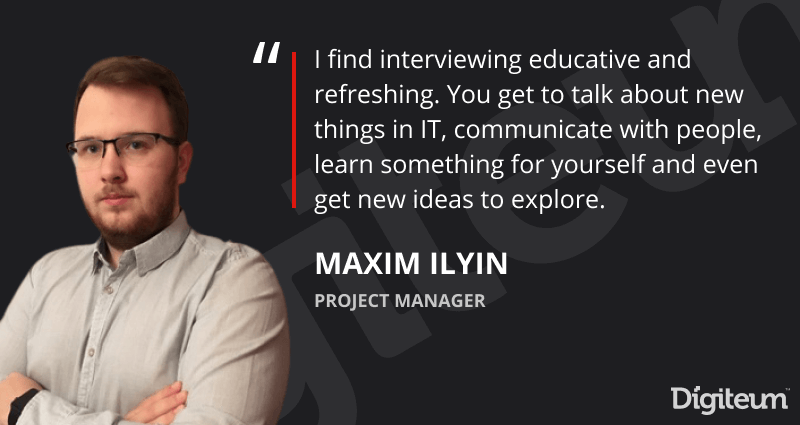 “
I find interviewing educative and
refreshing. You get to talk about new
things in IT, communicate with people,
learn something for yourself and even
get new ideas to explore.
MAXIM ILYIN
PROJECT MANAGER
Digiteum™